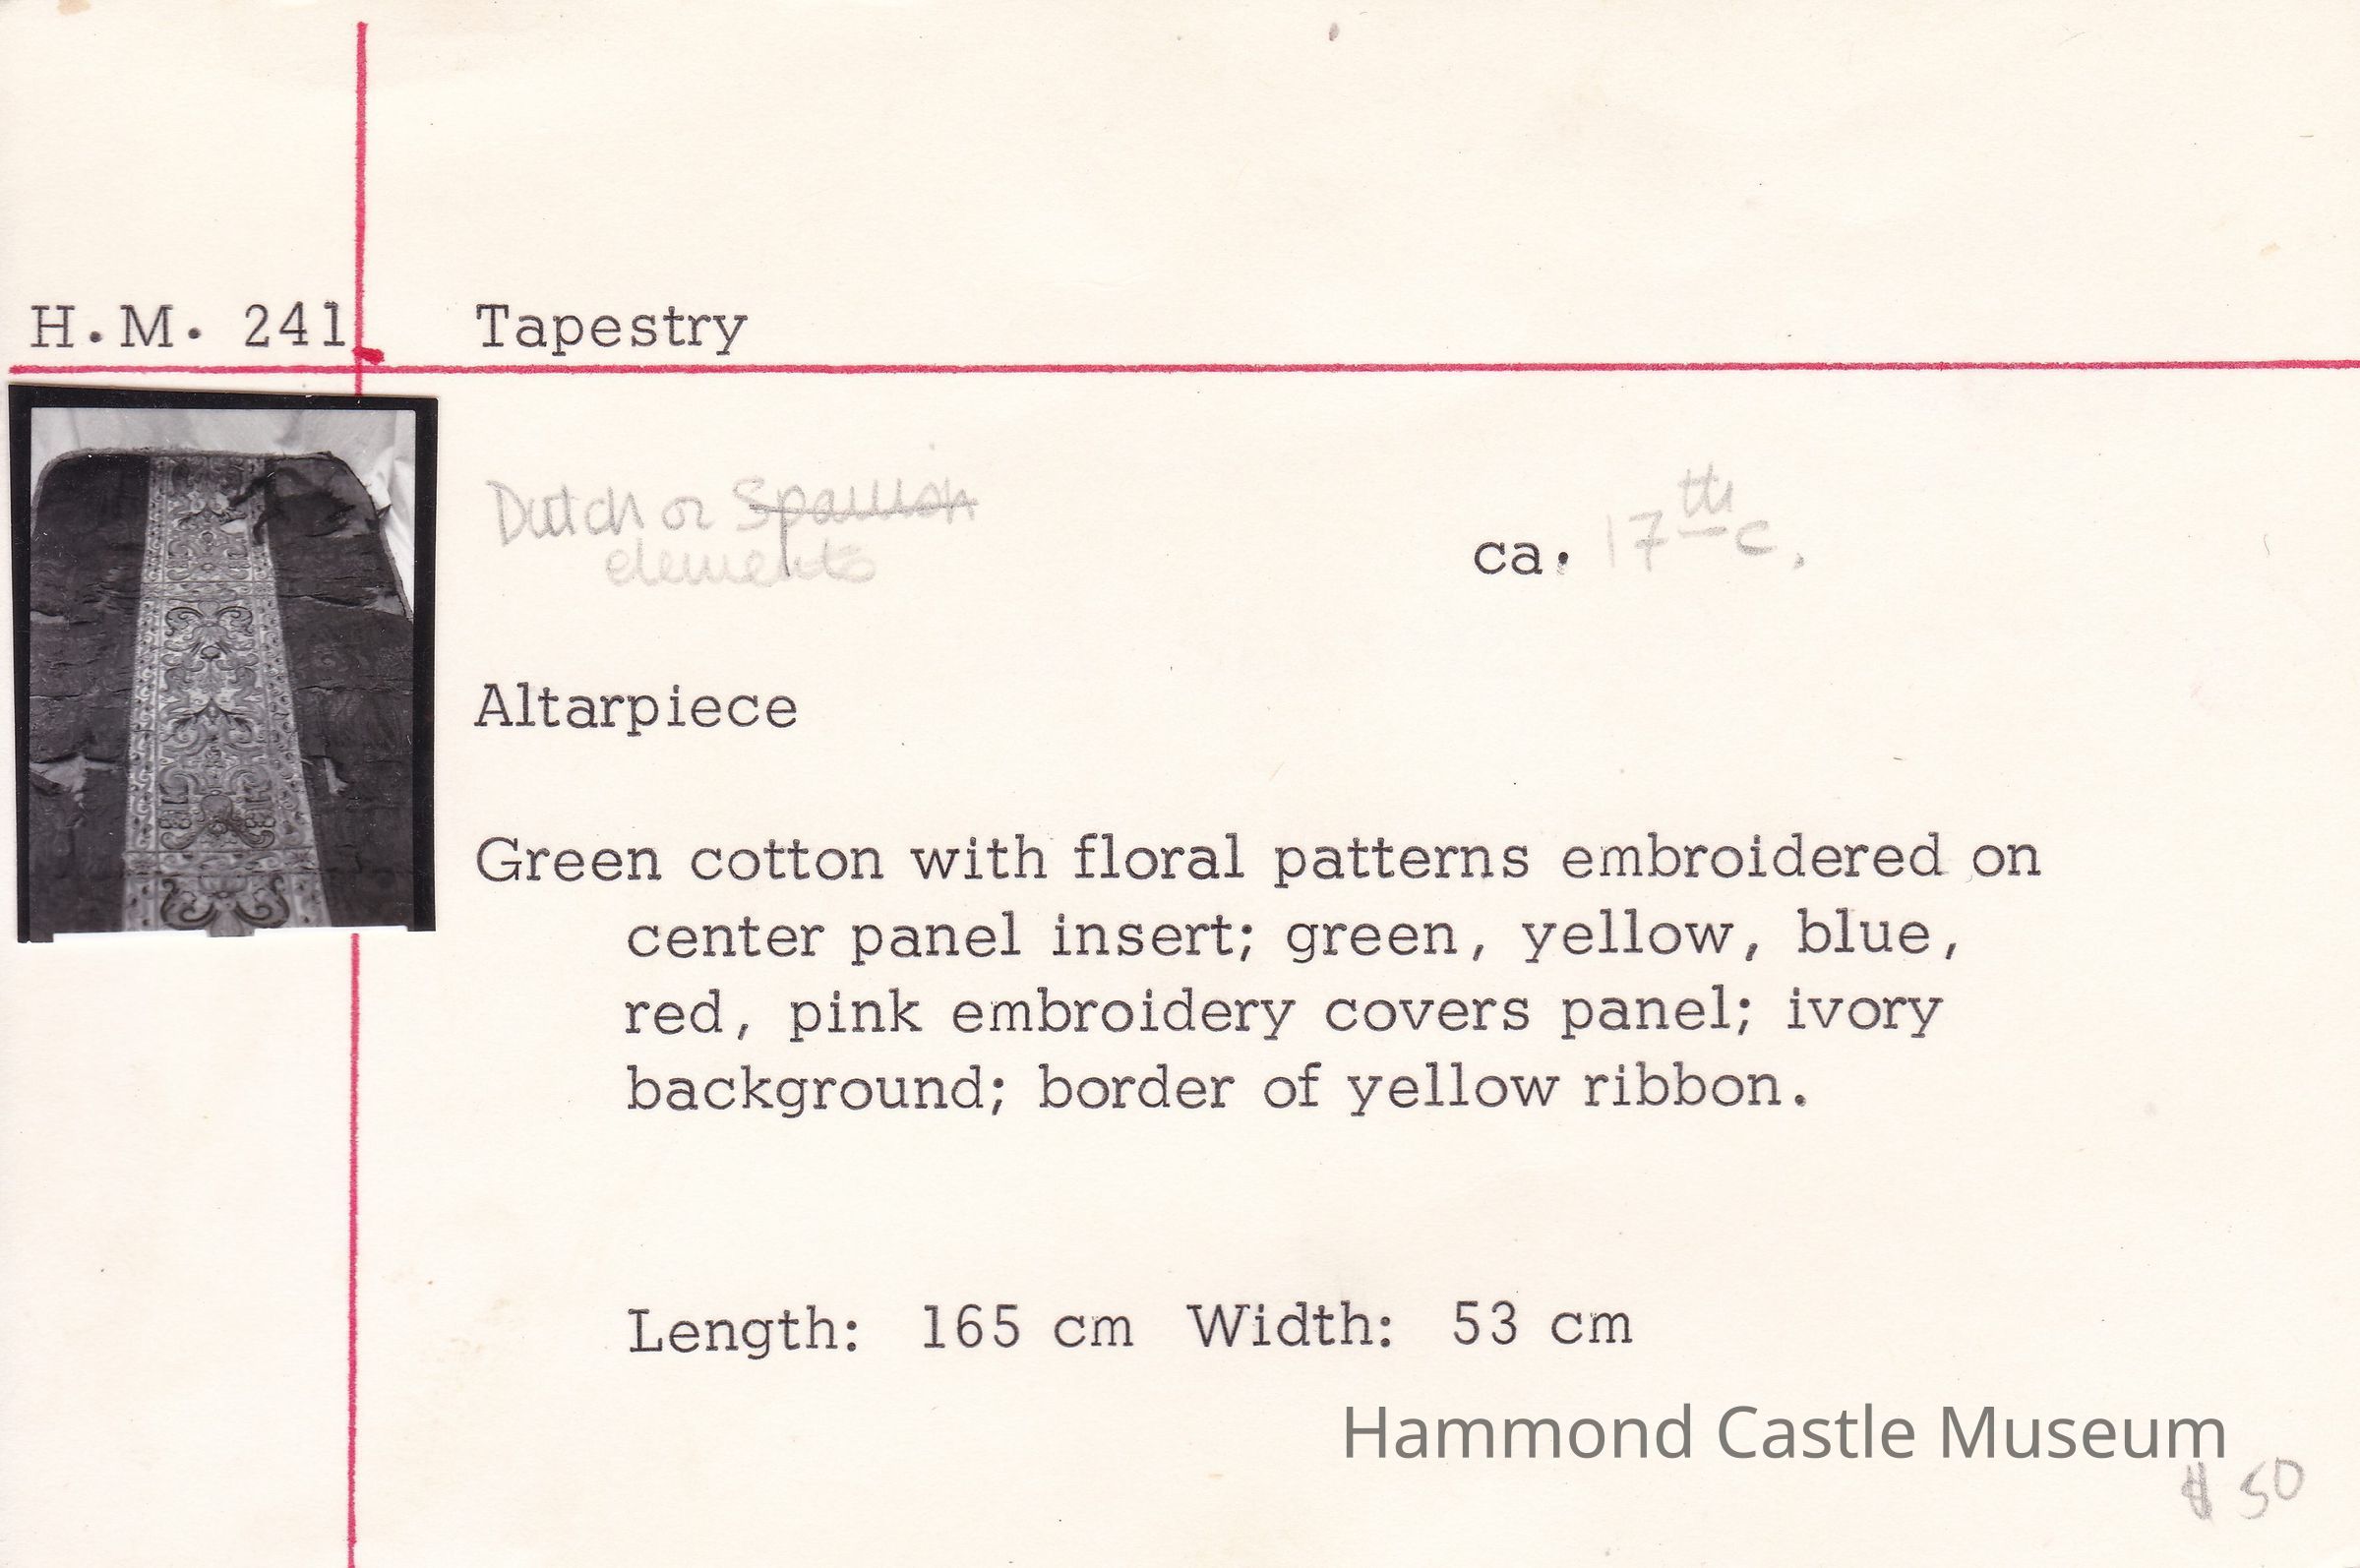 H.M. 241 Tapestry
Dutch or Spanish
elements
ca. 17th c.
Altarpiece
Green cotton with floral patterns embroidered on
center panel insert; green, yellow, blue,
red, pink embroidery covers panel; ivory
background; border of yellow ribbon.
Length: 165 cm Width: 53 cm
Hammond Castle Museum
$ 50